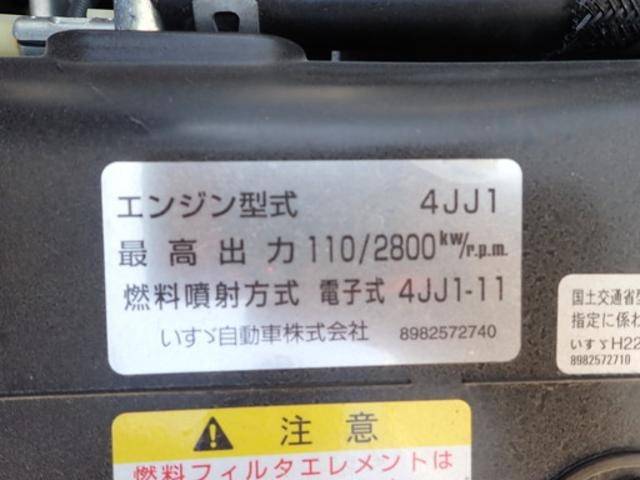 エンジン型式 4JJ1
最高出力 110/2800kw/r.p.m.
燃料噴射方式 電子式 4JJ1-11
いすゞ自動車株式会社 8982572740
国土交通省型
指定に係わ
いすゞH22
8982572710
注意
燃料フィルタエレメントは